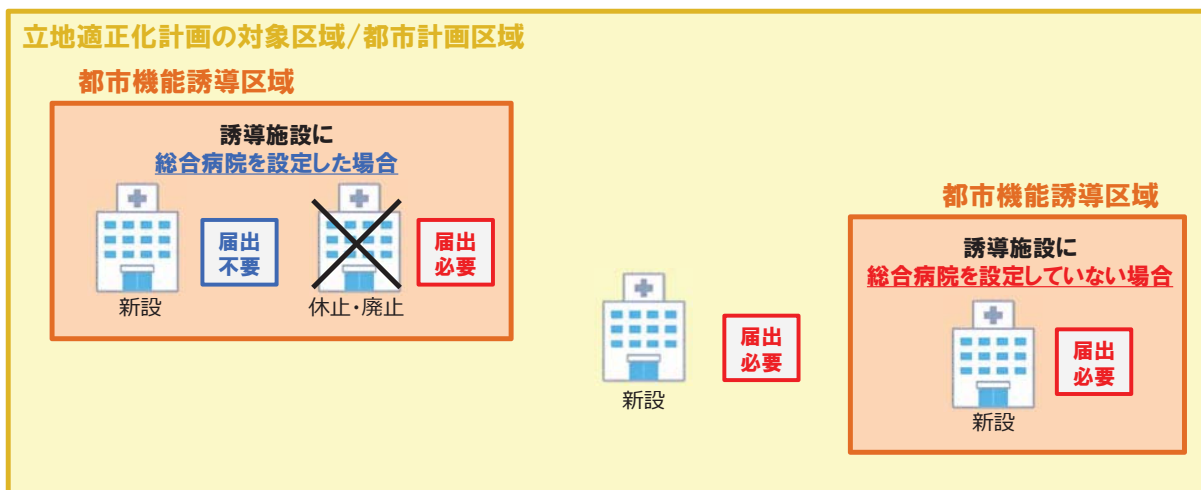 立地適正化計画の対象区域/都市計画区域
都市機能誘導区域
誘導施設に
総合病院を設定した場合
届出
不要
新設
届出
必要
休止・廃止
届出
必要
新設
都市機能誘導区域
誘導施設に
総合病院を設定していない場合
届出
必要
新設